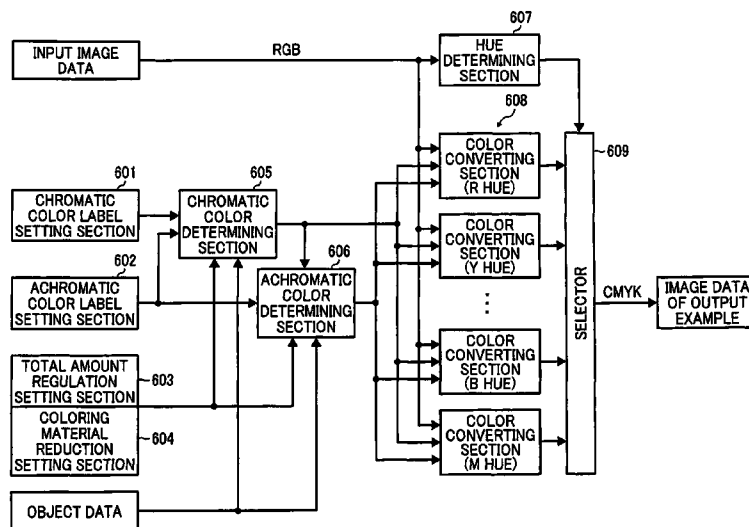 INPUT IMAGE
DATA
RGB
607
HUE
DETERMINING
SECTION
608
609
601
CHROMATIC
COLOR LABEL
SETTING SECTION
605
CHROMATIC
COLOR
DETERMINING
SECTION
COLOR
CONVERTING
SECTION
(R HUE)
602
ACHROMATIC
COLOR LABEL
SETTING SECTION
606
ACHROMATIC
COLOR
DETERMINING
SECTION
COLOR
CONVERTING
SECTION
(Y HUE)
SELECTOR
CMYK
IMAGE DATA
OF OUTPUT
EXAMPLE
TOTAL AMOUNT
REGULATION
SETTING SECTION
603
COLORING
MATERIAL
REDUCTION
SETTING SECTION
604
COLOR
CONVERTING
SECTION
(B HUE)
COLOR
CONVERTING
SECTION
(M HUE)
OBJECT DATA